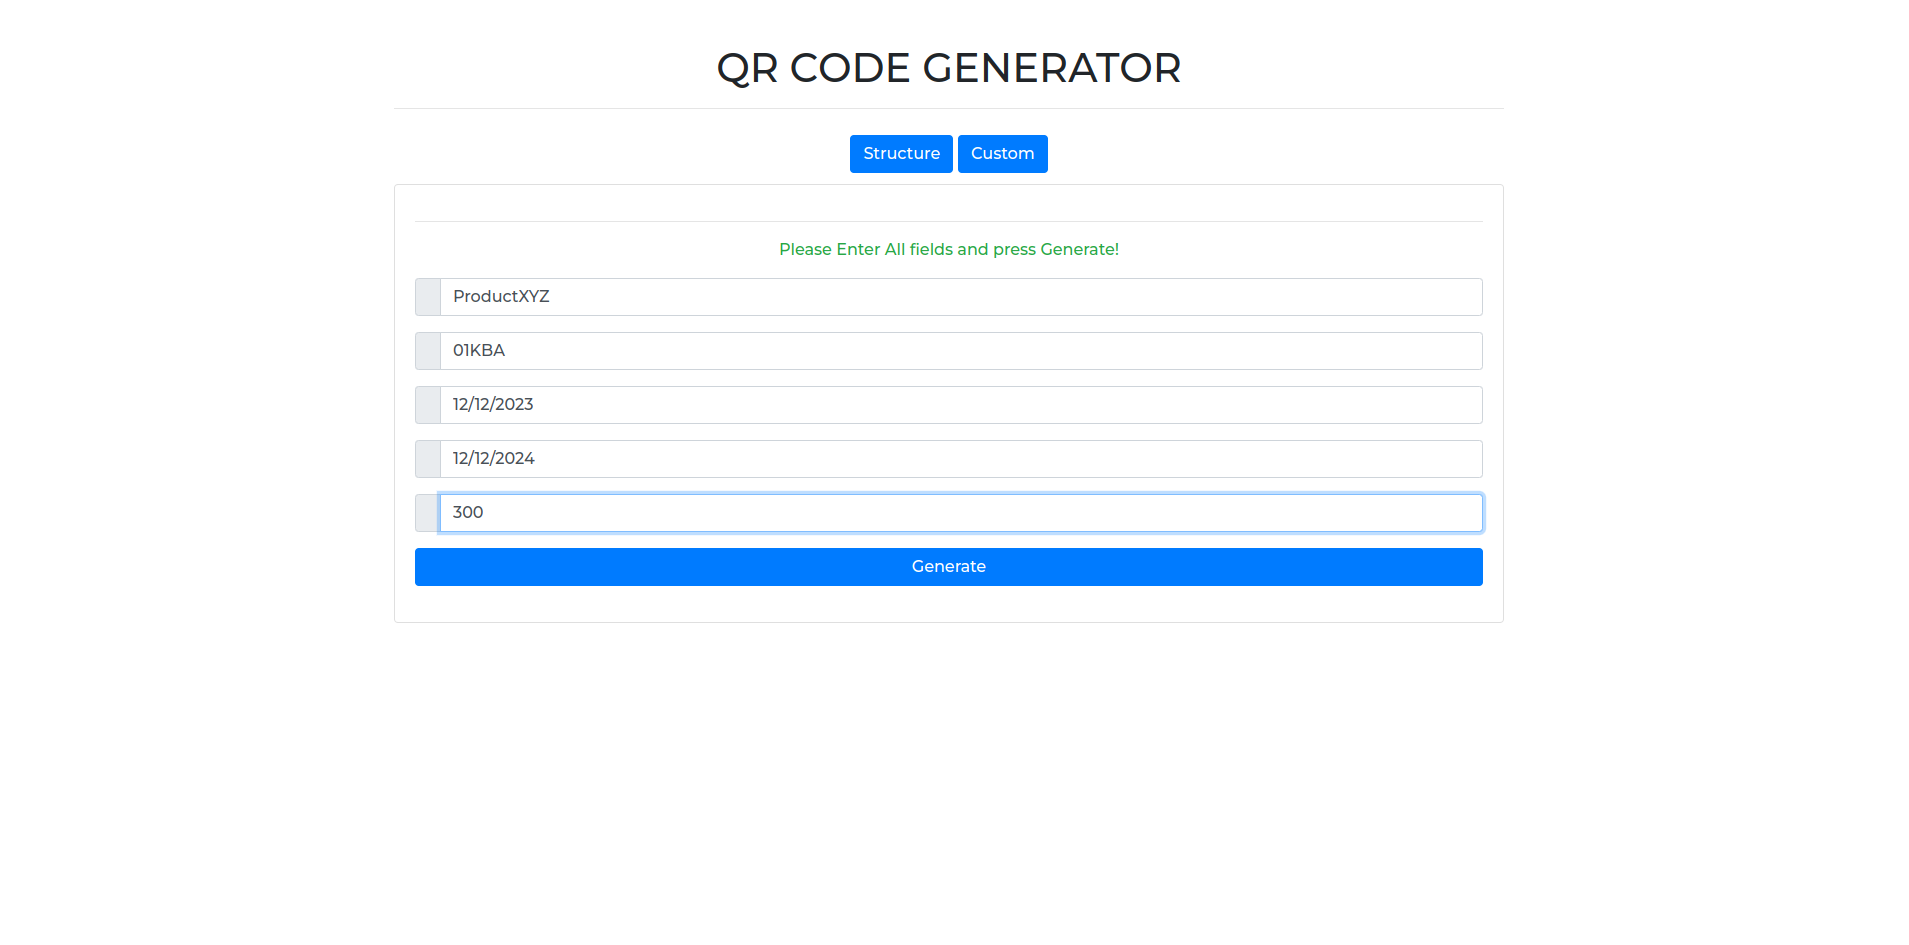 QR CODE GENERATOR
Structure Custom
Please Enter All fields and press Generate!
ProductXYZ
01KBA
12/12/2023
12/12/2024
300
Generate